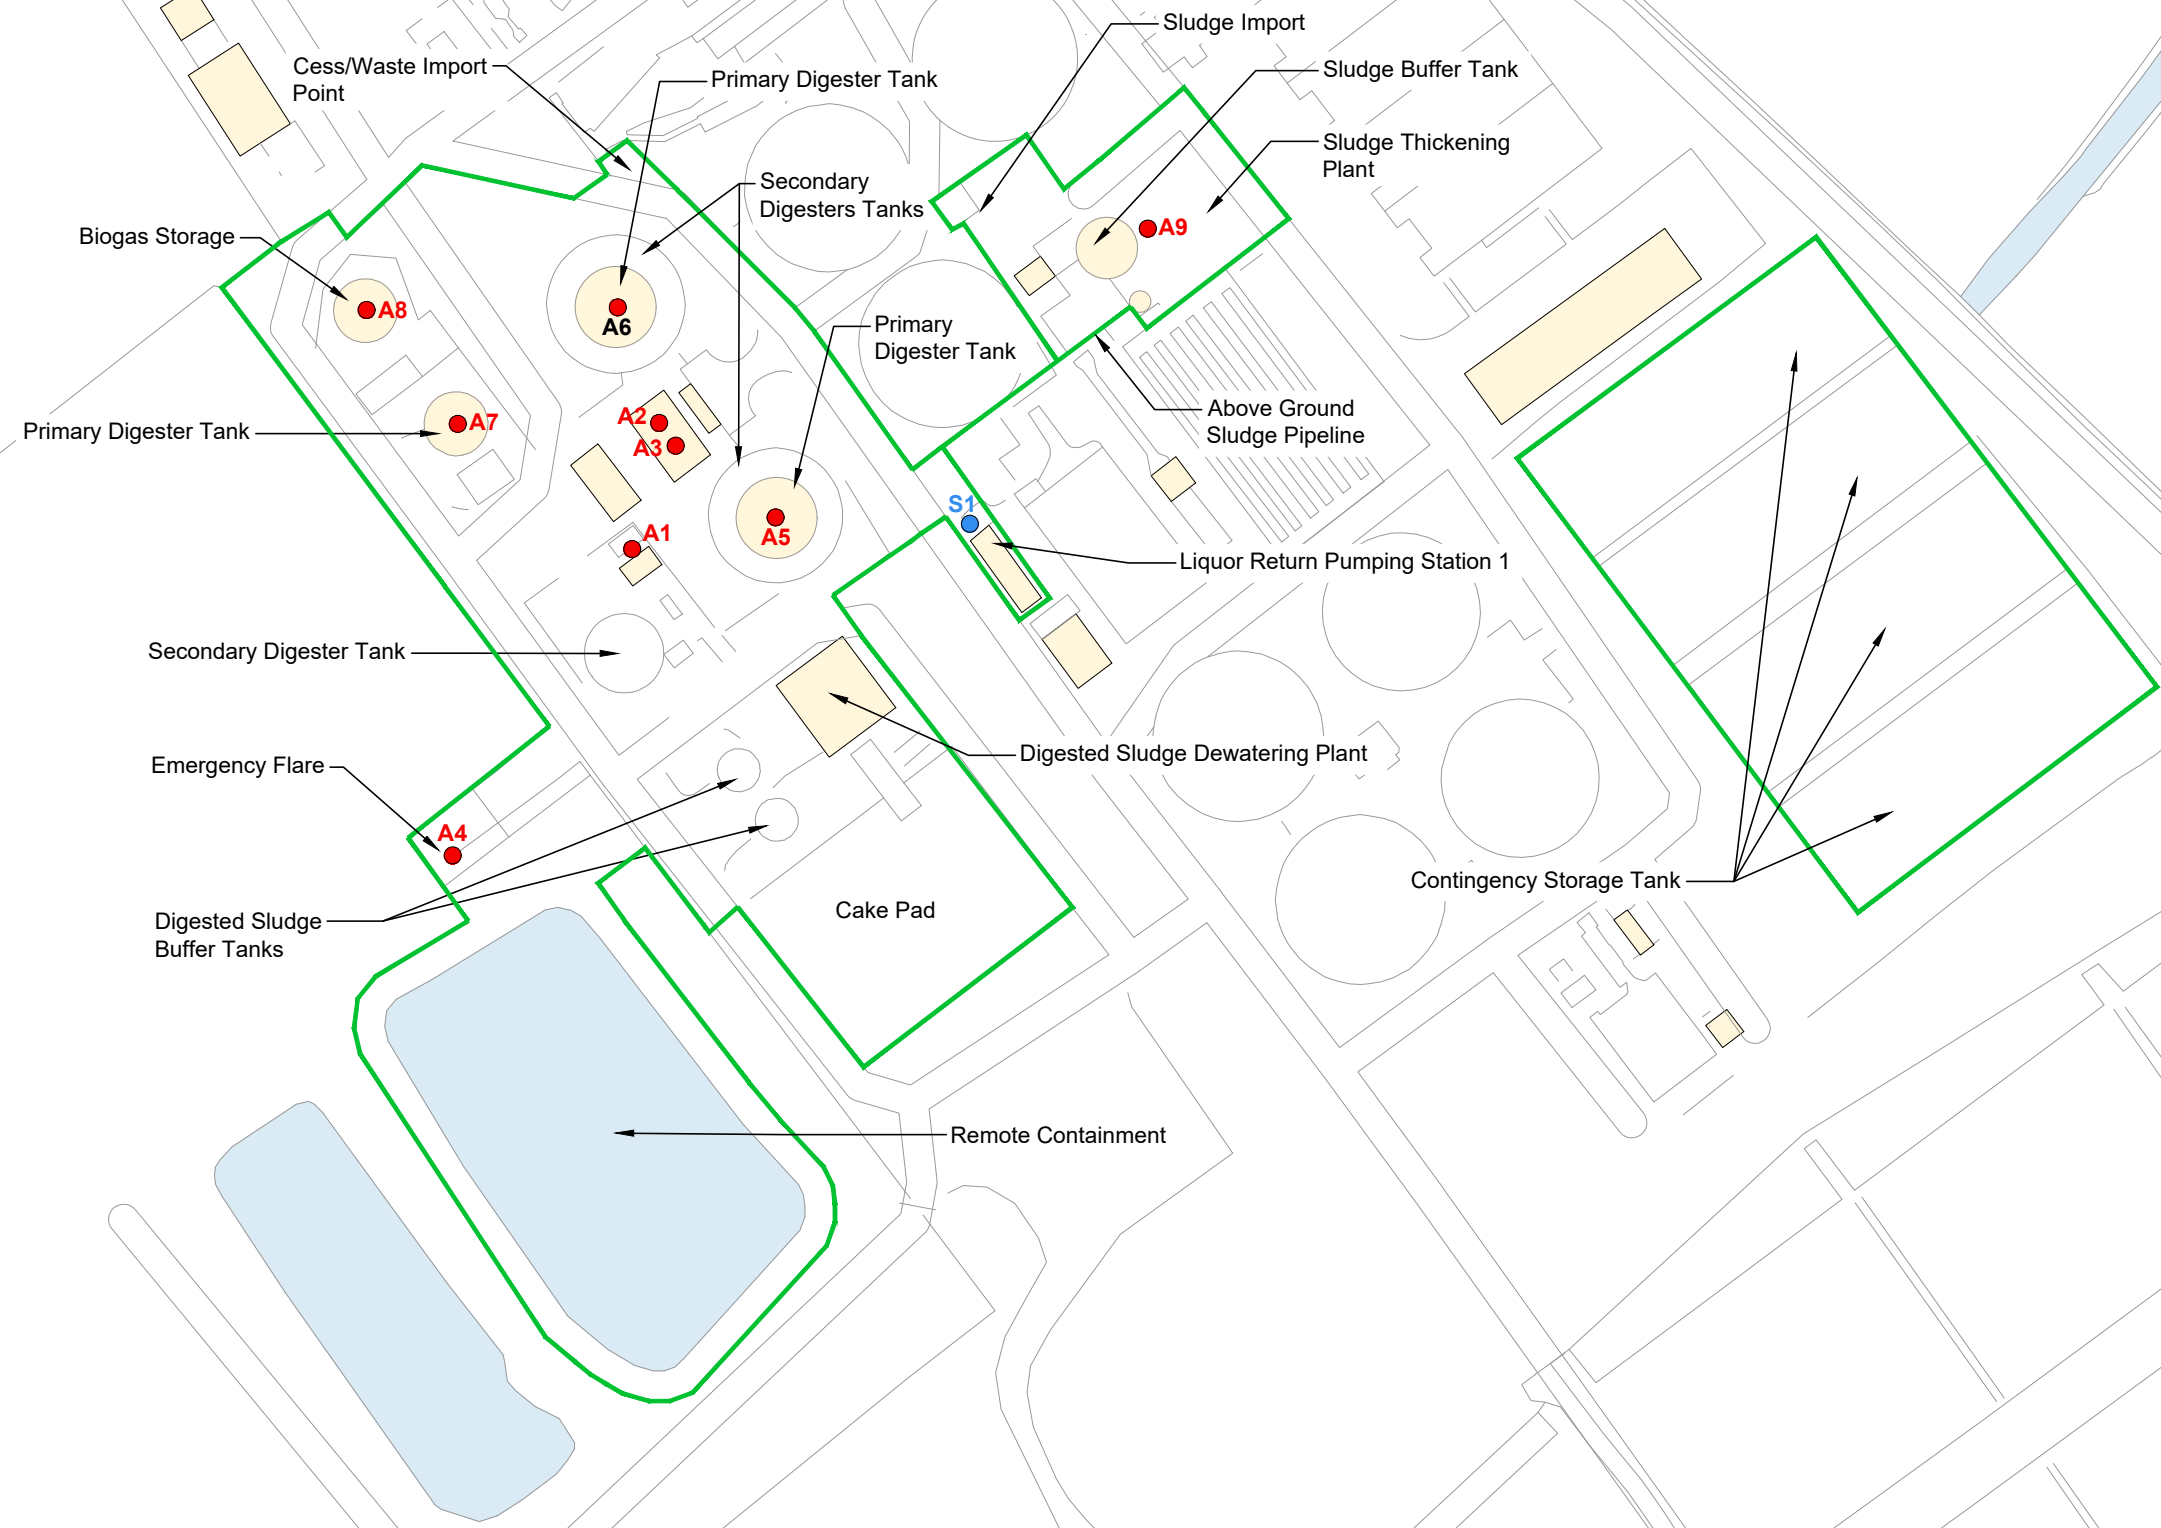 Sludge Import
Cess/Waste Import
Point
Primary Digester Tank
Sludge Buffer Tank
Sludge Thickening
Plant
Secondary
Digesters Tanks
A9
Biogas Storage
A8
A6
Primary
Digester Tank
Above Ground
Sludge Pipeline
Primary Digester Tank
A7
A2
A3
S1
A1
A5
Liquor Return Pumping Station 1
Secondary Digester Tank
Digested Sludge Dewatering Plant
Emergency Flare
A4
Contingency Storage Tank
Cake Pad
Digested Sludge
Buffer Tanks
Remote Containment